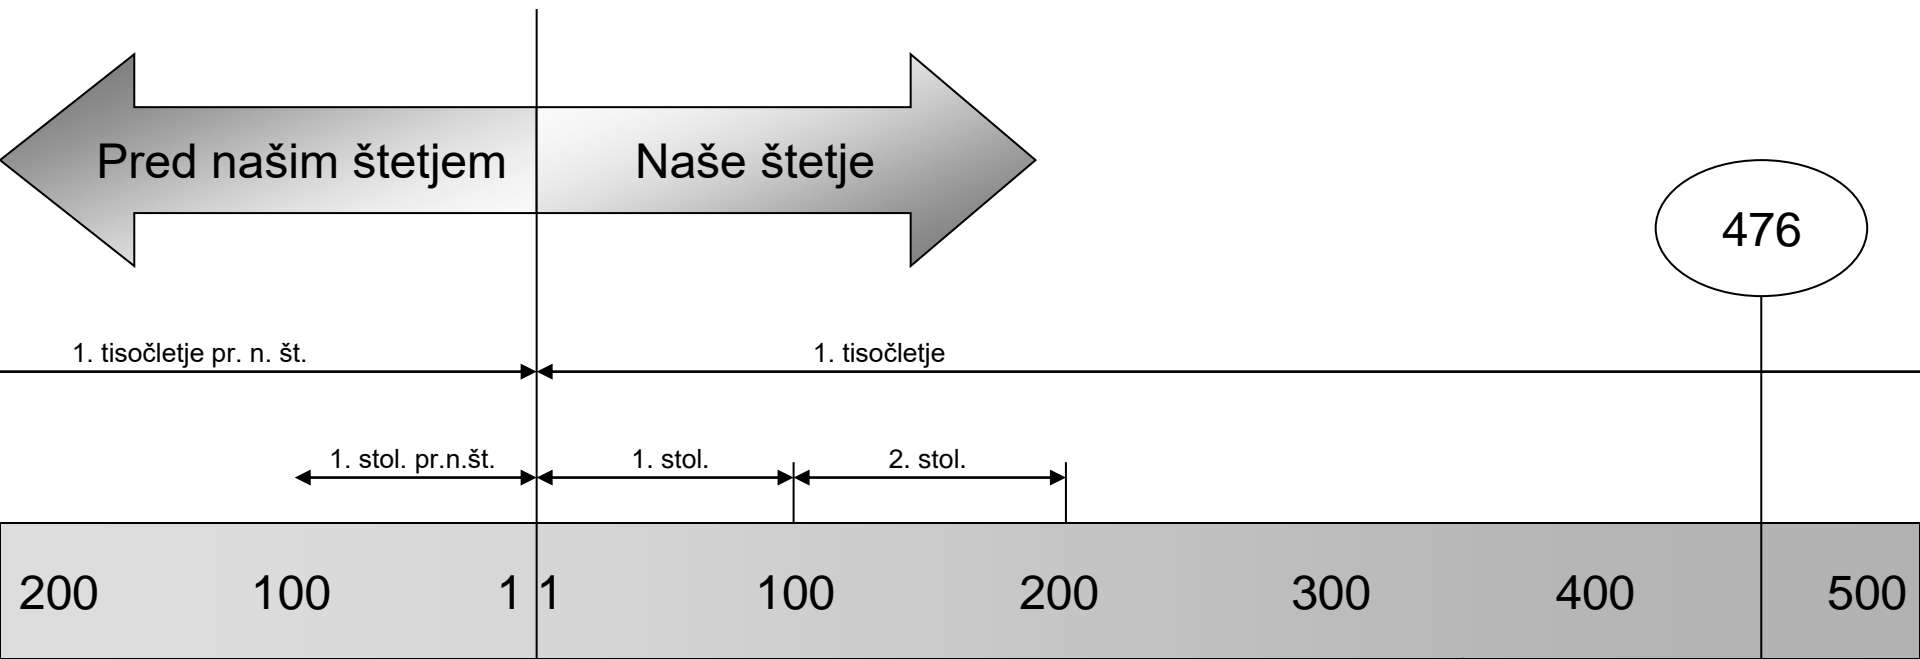 Pred našim štetjem Naše štetje
476
1. tisočletje pr. n. št. 1. tisočletje
1. stol. pr.n.št. 1. stol. 2. stol.
200 100 1 1 100 200 300 400 500